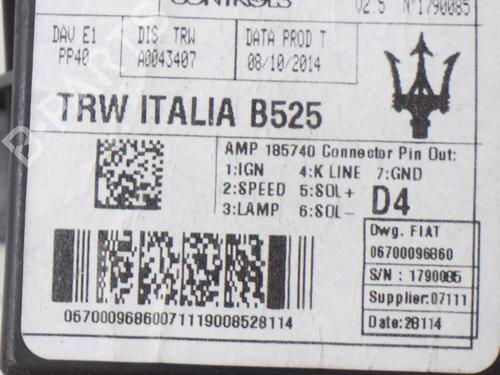 CONTROLS
V2.5 N°1790085
DAV E1
PP40
DIS. TRW
A0043407
DATA PROD T
08/10/2014
TRW ITALIA B525
AMP 185740 Connector Pin Out:
1:IGN 4:K LINE 7:GND
2:SPEED 5:SOL+
3:LAMP 6:SOL-
D4
Dwg. FIAT
06700096860
S/N : 1790085
Supplier:07111
Date:28114
06700096860071119008528114
B-PARTS